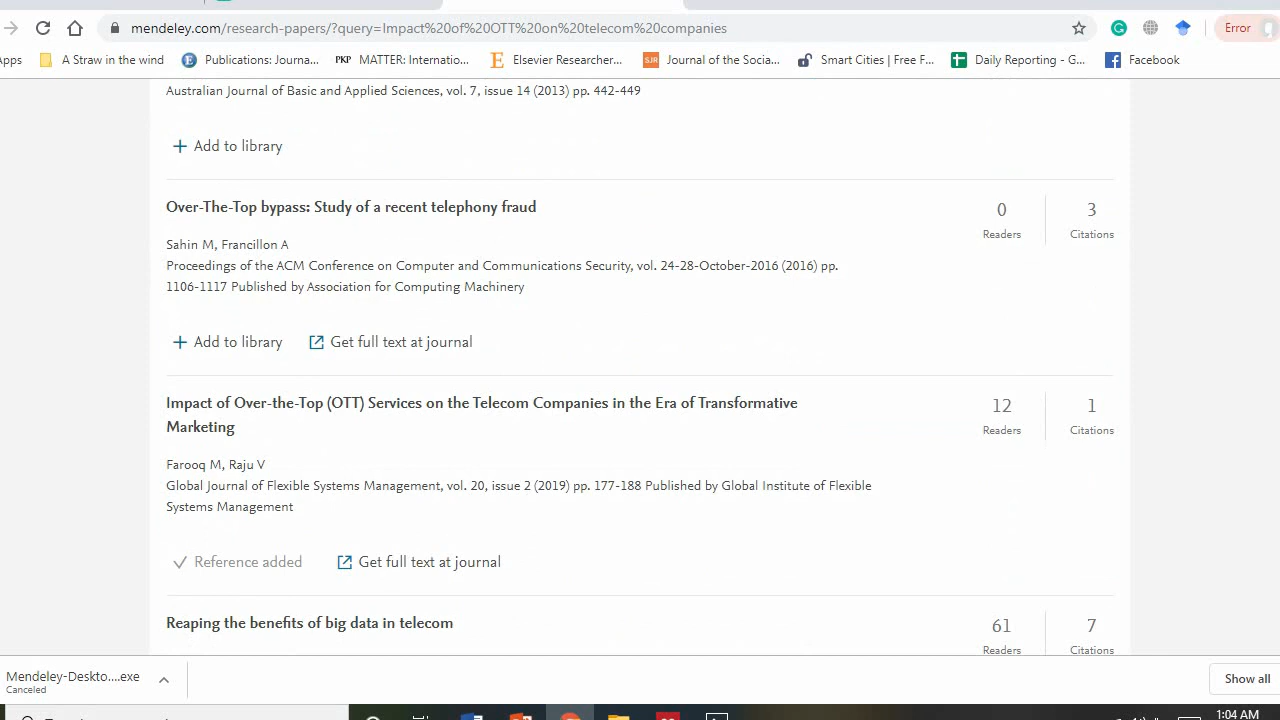 mendeley.com/research-papers/?query=Impact%20of%20OTT%20on%20telecom%20companies
Error
Apps A Straw in the wind Publications: Journa... PKP MATTER: Internatio... E Elsevier Researcher... SJR Journal of the Socia... Smart Cities | Free F... Daily Reporting - G... Facebook
Australian Journal of Basic and Applied Sciences, vol. 7, issue 14 (2013) pp. 442-449
+ Add to library
Over-The-Top bypass: Study of a recent telephony fraud
0 3
Readers Citations
Sahin M, Francillon A
Proceedings of the ACM Conference on Computer and Communications Security, vol. 24-28-October-2016 (2016) pp.
1106-1117 Published by Association for Computing Machinery
+ Add to library Get full text at journal
Impact of Over-the-Top (OTT) Services on the Telecom Companies in the Era of Transformative
Marketing
12 1
Readers Citations
Farooq M, Raju V
Global Journal of Flexible Systems Management, vol. 20, issue 2 (2019) pp. 177-188 Published by Global Institute of Flexible
Systems Management
Reference added Get full text at journal
Reaping the benefits of big data in telecom
61 7
Readers Citations
Mendeley-Deskto....exe
Canceled
Show all
1:04 AM